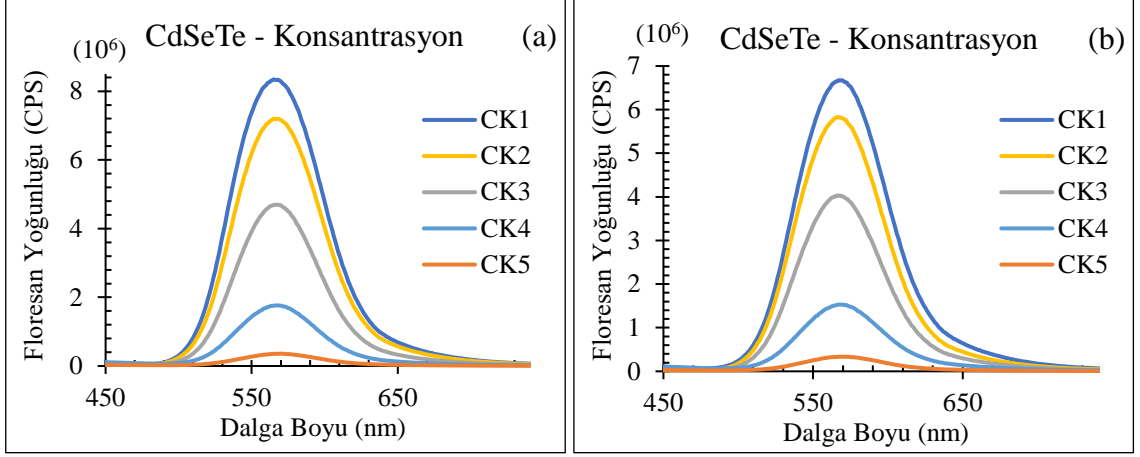 (10⁶) CdSeTe - Konsantrasyon (a)
Floresan Yoğunluğu (CPS)
8
6
4
2
0
450 550 650
Dalga Boyu (nm)
CK1
CK2
CK3
CK4
CK5
(10⁶) CdSeTe - Konsantrasyon (b)
Floresan Yoğunluğu (CPS)
7
6
5
4
3
2
1
0
450 550 650
Dalga Boyu (nm)
CK1
CK2
CK3
CK4
CK5